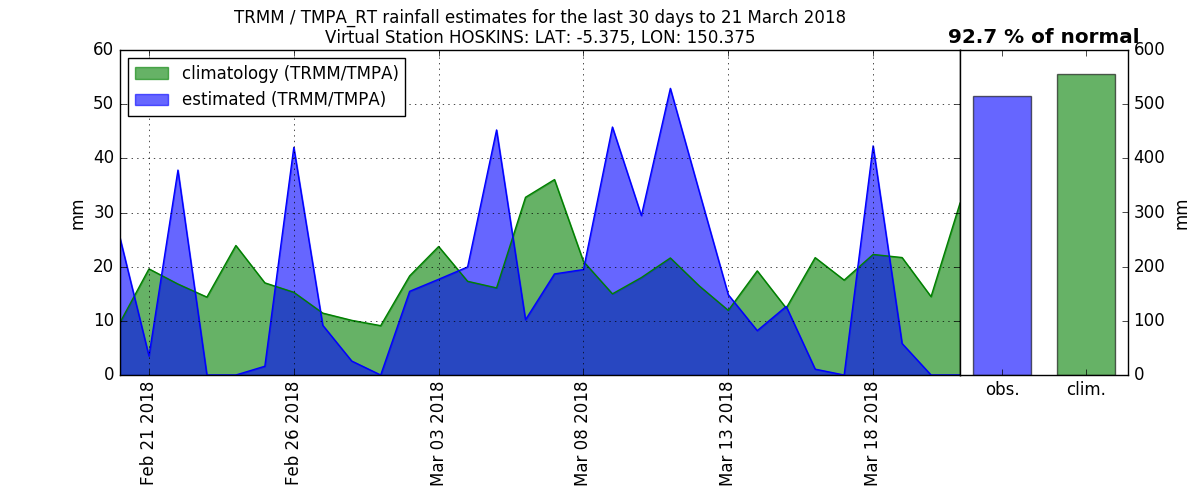 TRMM / TMPA_RT rainfall estimates for the last 30 days to 21 March 2018
Virtual Station HOSKINS: LAT: -5.375, LON: 150.375
92.7 % of normal
climatology (TRMM/TMPA)
estimated (TRMM/TMPA)
60
50
40
30
20
10
0
mm
Feb 21 2018
Feb 26 2018
Mar 03 2018
Mar 08 2018
Mar 13 2018
Mar 18 2018
600
500
400
300
200
100
0
mm
obs.
clim.